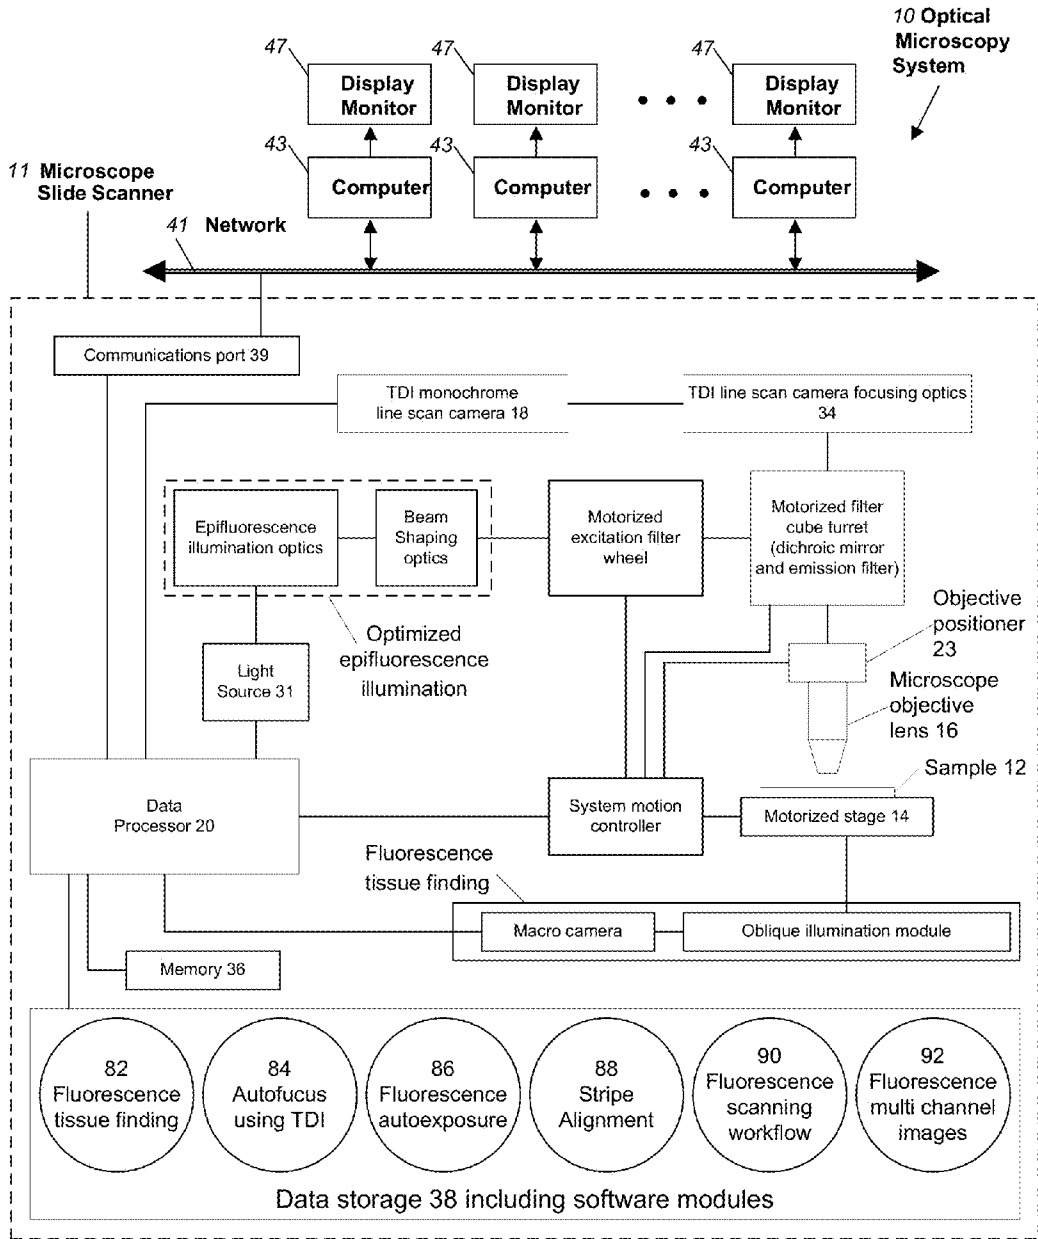 10 Optical
Microscopy
System
47
Display
Monitor
47
Display
Monitor
• • •
47
Display
Monitor
43
Computer
43
Computer
• • •
43
Computer
11 Microscope
Slide Scanner
41 Network
Communications port 39
TDI monochrome
line scan camera 18
TDI line scan camera focusing optics
34
Epifluorescence
illumination optics
Beam
Shaping
optics
Motorized
excitation filter
wheel
Motorized filter
cube turret
(dichroic mirror
and emission filter)
Optimized
epifluorescence
illumination
Objective
positioner
23
Light
Source 31
Microscope
objective
lens 16
Sample 12
Data
Processor 20
System motion
controller
Motorized stage 14
Fluorescence
tissue finding
Macro camera
Oblique illumination module
Memory 36
82
Fluorescence
tissue finding
84
Autofucus
using TDI
86
Fluorescence
autoexposure
88
Stripe
Alignment
90
Fluorescence
scanning
workflow
92
Fluorescence
multi channel
images
Data storage 38 including software modules